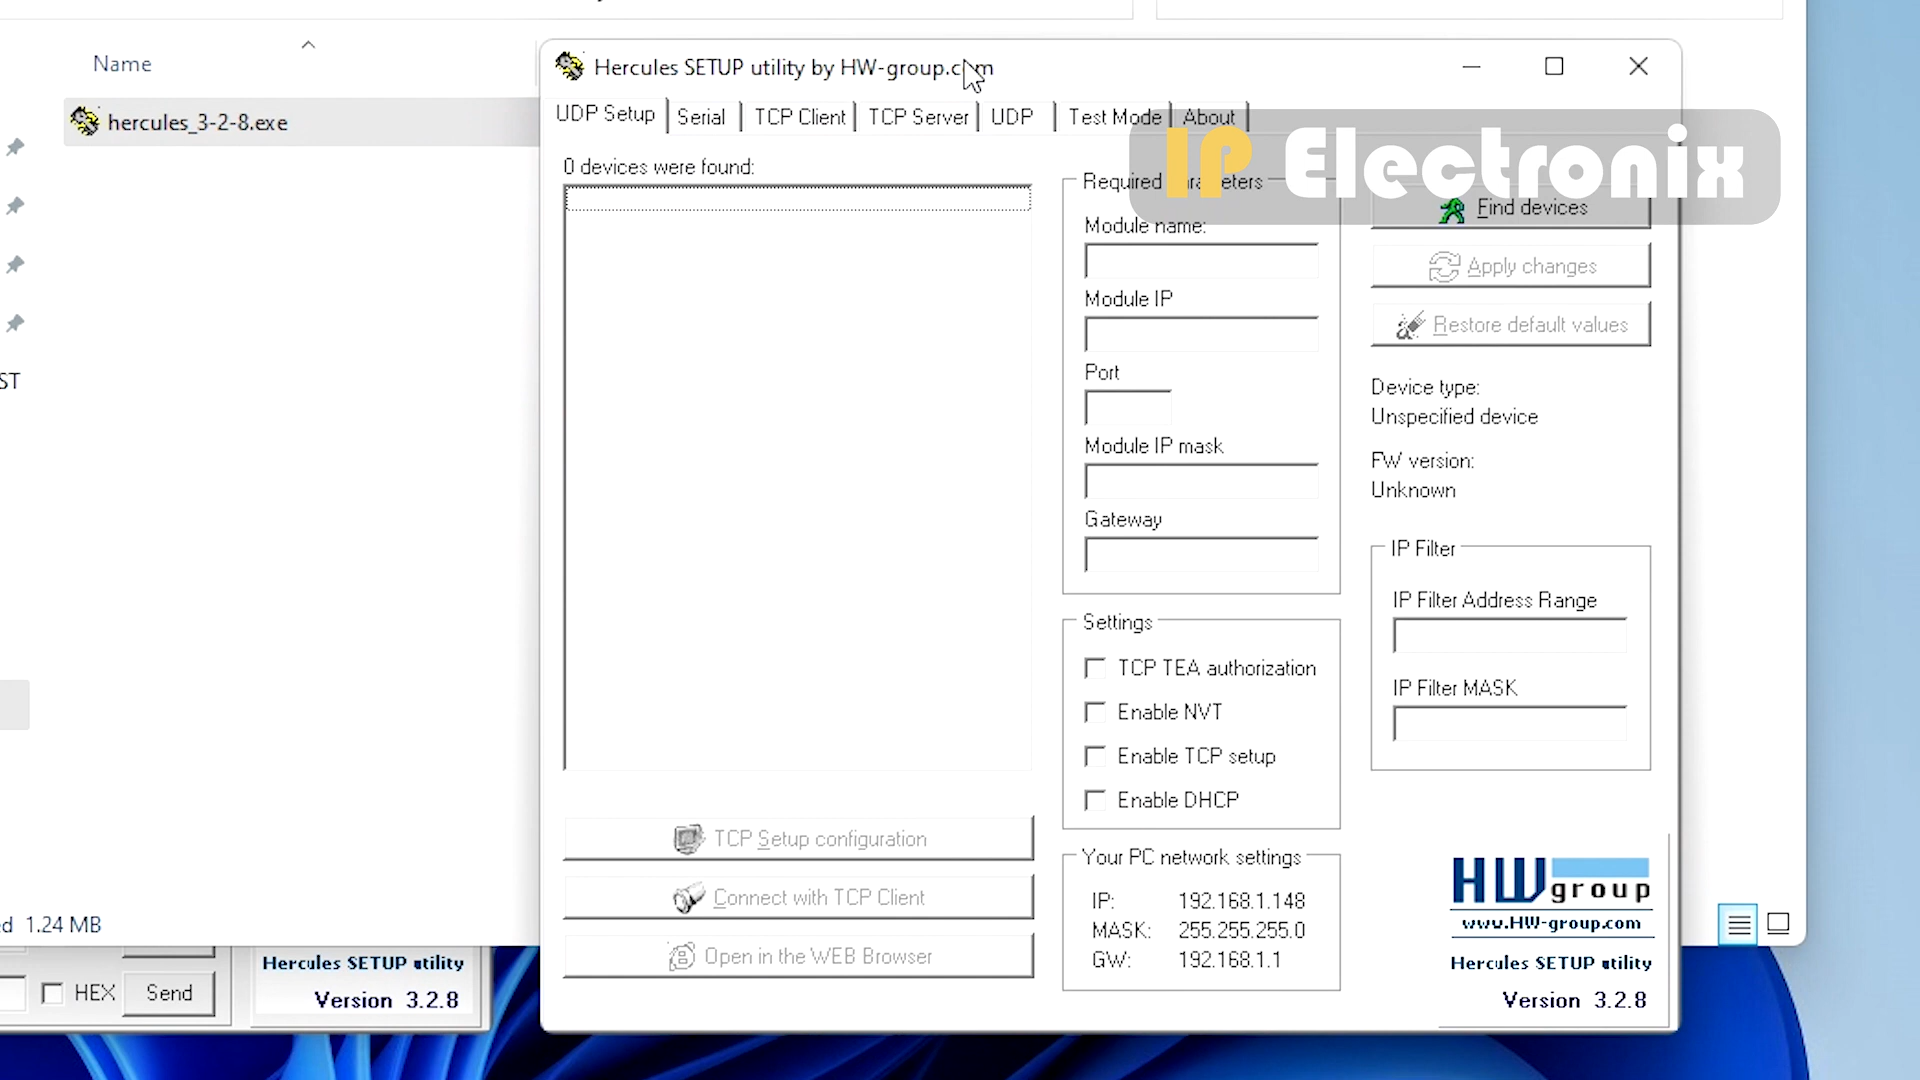 Name
hercules_3-2-8.exe
ST
ed 1.24 MB
HEX
Send
Hercules SETUP utility
Version 3.2.8
Hercules SETUP utility by HW-group.com
UDP Setup Serial TCP Client TCP Server UDP Test Mode About
IP Electronix
0 devices were found:
Required parameters
Module name:
Module IP
Port
Module IP mask
Gateway
Find devices
Apply changes
Restore default values
Device type:
Unspecified device
FW version:
Unknown
IP Filter
IP Filter Address Range
IP Filter MASK
Settings
TCP TEA authorization
Enable NVT
Enable TCP setup
Enable DHCP
TCP Setup configuration
Connect with TCP Client
Open in the WEB Browser
Your PC network settings
IP: 192.168.1.148
MASK: 255.255.255.0
GW: 192.168.1.1
HW group
www.HW-group.com
Hercules SETUP utility
Version 3.2.8